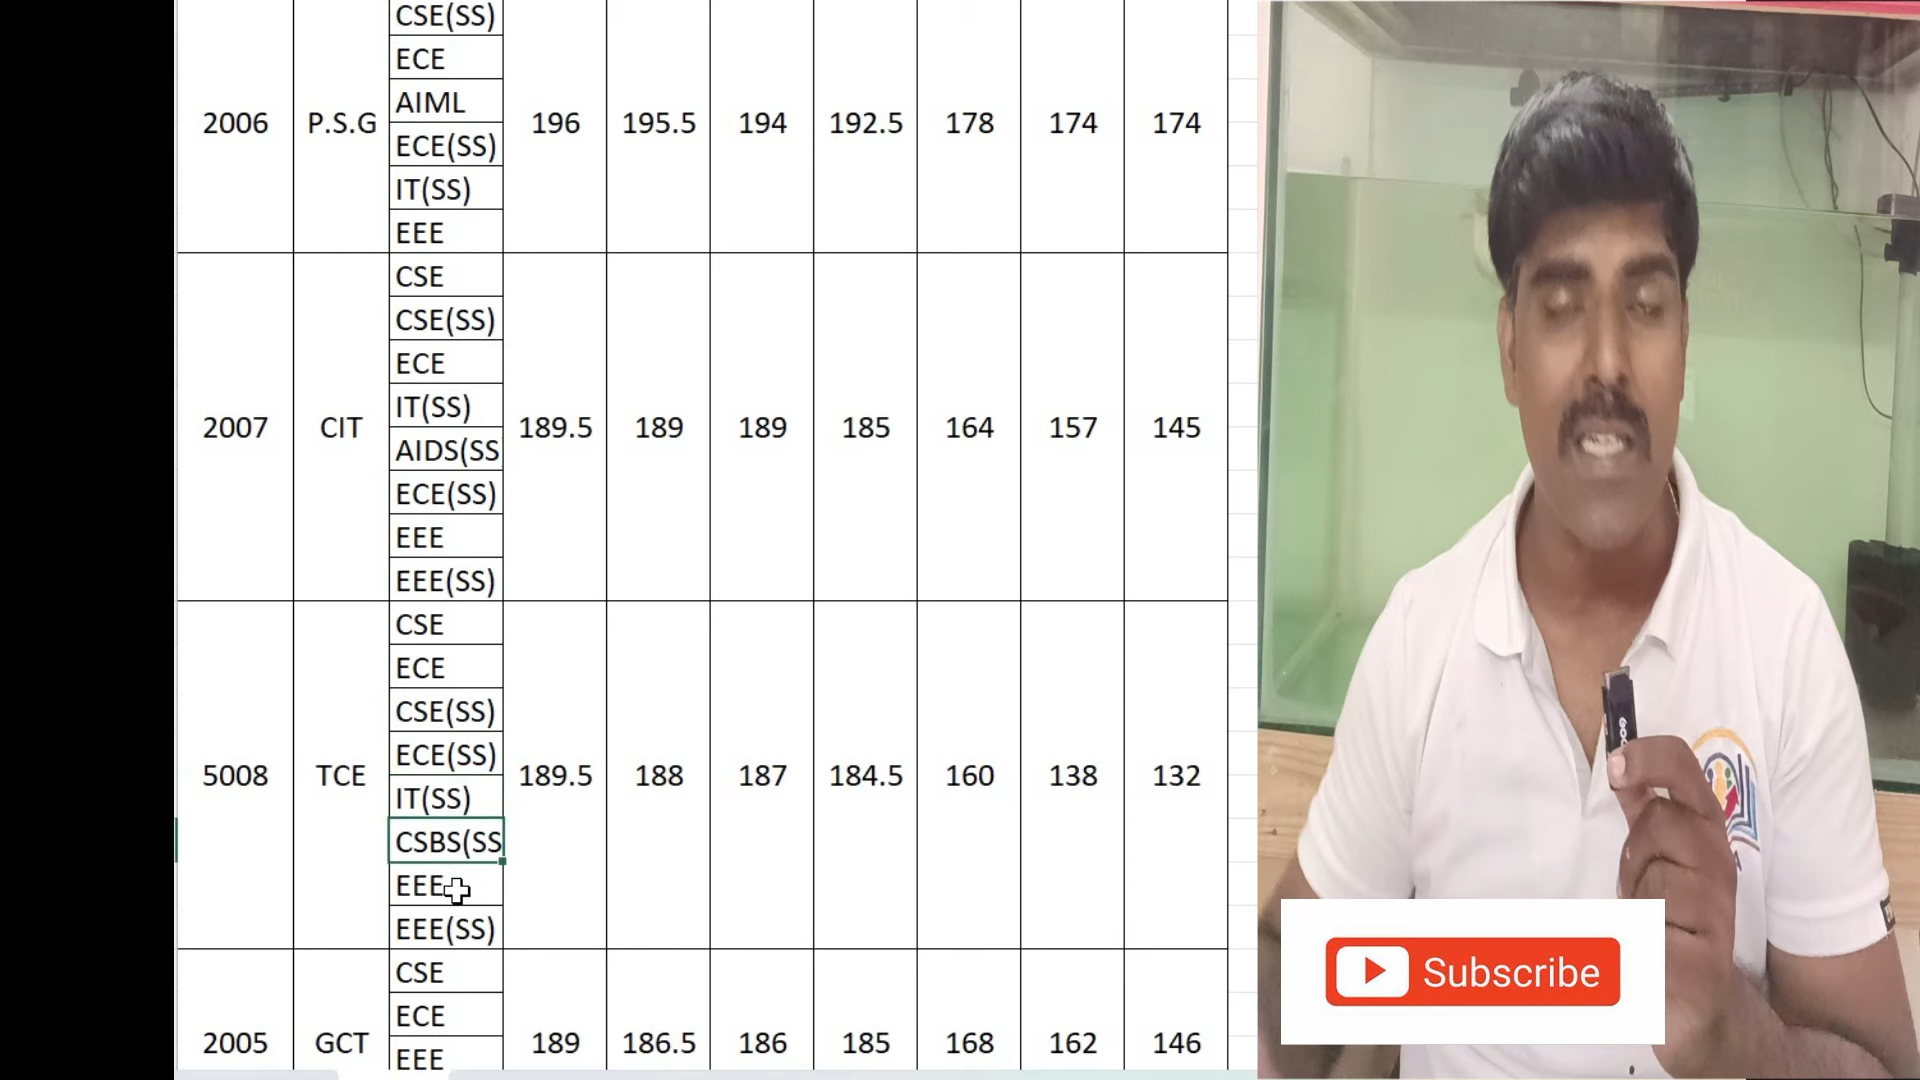 CSE(SS)
ECE
AIML
2006 P.S.G 196 195.5 194 192.5 178 174 174
ECE(SS)
IT(SS)
EEE
CSE
CSE(SS)
ECE
IT(SS)
2007 CIT 189.5 189 189 185 164 157 145
AIDS(SS
ECE(SS)
EEE
EEE(SS)
CSE
ECE
CSE(SS)
ECE(SS)
5008 TCE 189.5 188 187 184.5 160 138 132
IT(SS)
CSBS(SS
EEE
EEE(SS)
CSE
ECE
2005 GCT 189 186.5 186 185 168 162 146
EEE
Subscribe